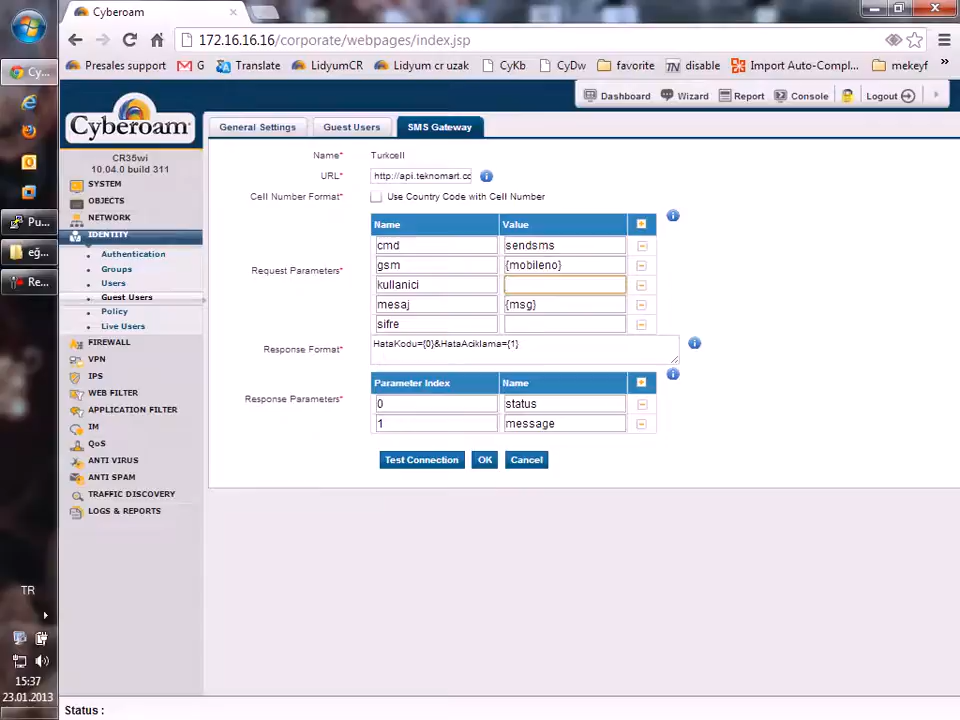 Cyberoam
172.16.16.16/corporate/webpages/index.jsp
Presales support
G
Translate
LidyumCR
Lidyum cr uzak
CyKb
CyDw
favorite
disable
Import Auto-Compl...
mekeyf
»
Cy...
Pu...
eğ...
Re...
TR
15:37
23.01.2013
Dashboard
Wizard
Report
Console
Logout
Cyberoam
CR35wi
10.04.0 build 311
SYSTEM
OBJECTS
NETWORK
IDENTITY
Authentication
Groups
Users
Guest Users
Policy
Live Users
FIREWALL
VPN
IPS
WEB FILTER
APPLICATION FILTER
IM
QoS
ANTI VIRUS
ANTI SPAM
TRAFFIC DISCOVERY
LOGS & REPORTS
General Settings
Guest Users
SMS Gateway
Name* Turkcell
URL* http://api.teknomart.cc
Cell Number Format* Use Country Code with Cell Number
Request Parameters*
Name Value
cmd sendsms
gsm {mobileno}
kullanici
mesaj {msg}
sifre
Response Format* HataKodu={0}&HataAciklama={1}
Response Parameters*
Parameter Index Name
0 status
1 message
Test Connection OK Cancel
Status :